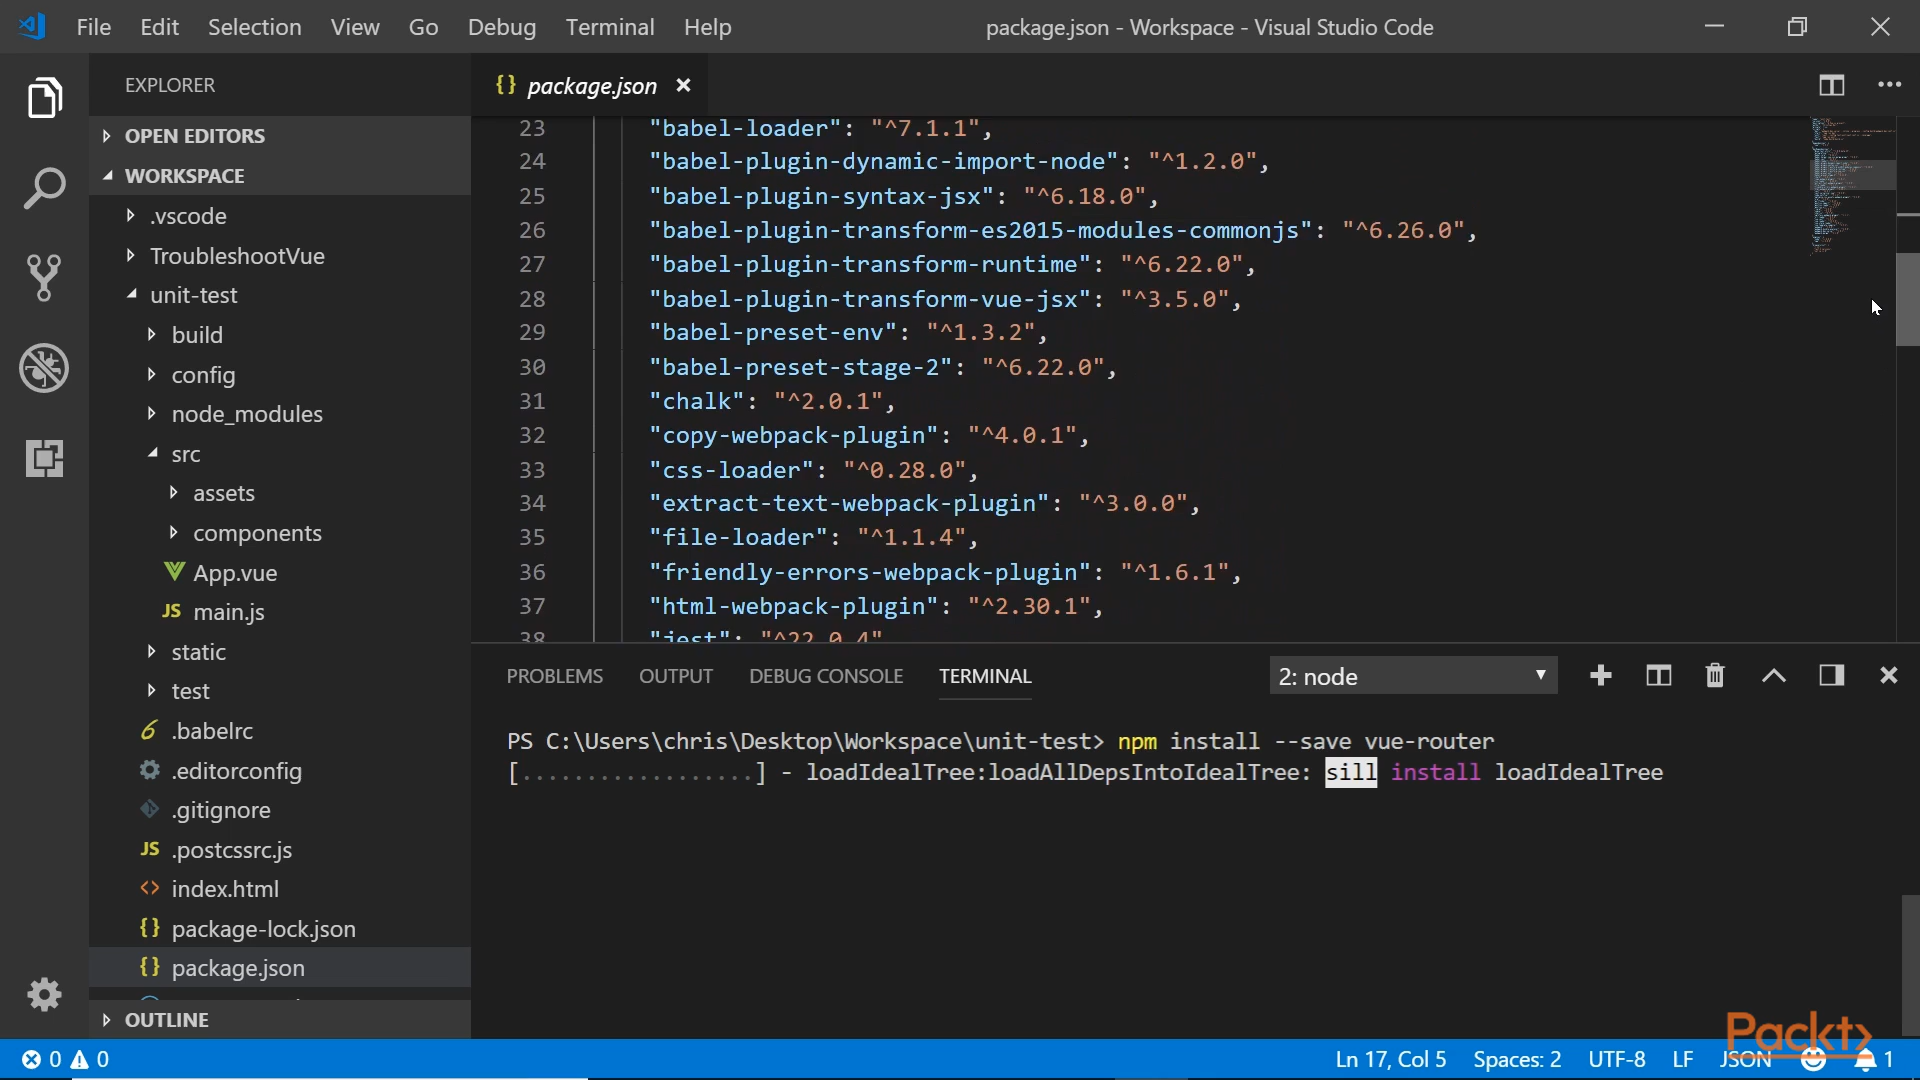 File Edit Selection View Go Debug Terminal Help
package.json - Workspace - Visual Studio Code
EXPLORER
OPEN EDITORS
WORKSPACE
.vscode
TroubleshootVue
unit-test
build
config
node_modules
src
assets
components
App.vue
JS main.js
static
test
.babelrc
.editorconfig
.gitignore
JS .postcssrc.js
<> index.html
{} package-lock.json
{} package.json
OUTLINE
{} package.json
23 "babel-loader": "^7.1.1",
24 "babel-plugin-dynamic-import-node": "^1.2.0",
25 "babel-plugin-syntax-jsx": "^6.18.0",
26 "babel-plugin-transform-es2015-modules-commonjs": "^6.26.0",
27 "babel-plugin-transform-runtime": "^6.22.0",
28 "babel-plugin-transform-vue-jsx": "^3.5.0",
29 "babel-preset-env": "^1.3.2",
30 "babel-preset-stage-2": "^6.22.0",
31 "chalk": "^2.0.1",
32 "copy-webpack-plugin": "^4.0.1",
33 "css-loader": "^0.28.0",
34 "extract-text-webpack-plugin": "^3.0.0",
35 "file-loader": "^1.1.4",
36 "friendly-errors-webpack-plugin": "^1.6.1",
37 "html-webpack-plugin": "^2.30.1",
38 "jest": "^22.0.4"
PROBLEMS OUTPUT DEBUG CONSOLE TERMINAL 2: node
PS C:\Users\chris\Desktop\Workspace\unit-test> npm install --save vue-router
[..................] - loadIdealTree:loadAllDepsIntoIdealTree: sill install loadIdealTree
Packt>
0 0 Ln 17, Col 5 Spaces: 2 UTF-8 LF JSON 1